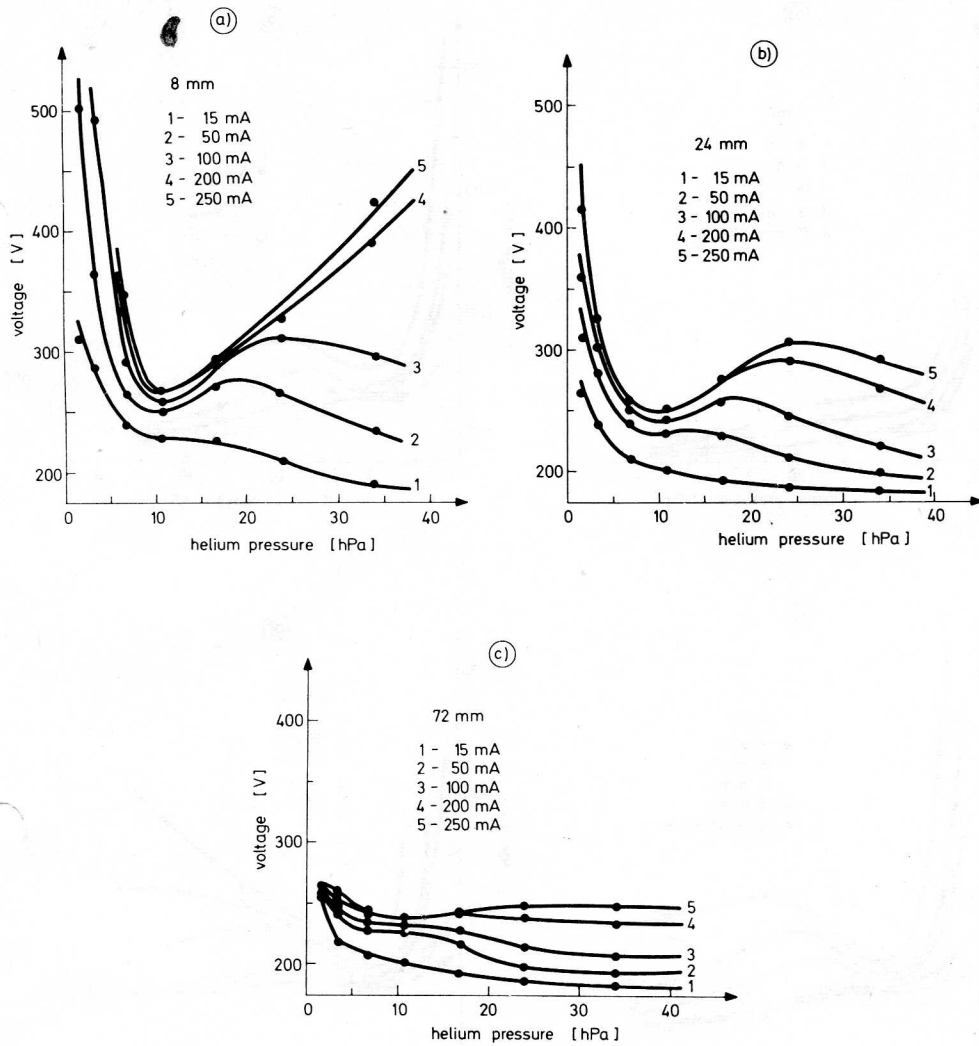 a)
8 mm
1- 15 mA
2 - 50 mA
3 - 100 mA
4 - 200 mA
5 - 250 mA
500
400
300
200
voltage [V]
5
4
3
2
1
0 10 20 30 40
helium pressure [hPa]
b)
24 mm
1 - 15 mA
2 - 50 mA
3 - 100 mA
4 - 200 mA
5 - 250 mA
500
400
300
200
voltage [V]
5
4
3
2
1
0 10 20 30 40
helium pressure [hPa]
c)
72 mm
1 - 15 mA
2 - 50 mA
3 - 100 mA
4 - 200 mA
5 - 250 mA
400
300
200
voltage [V]
5
4
3
2
1
0 10 20 30 40
helium pressure [hPa]